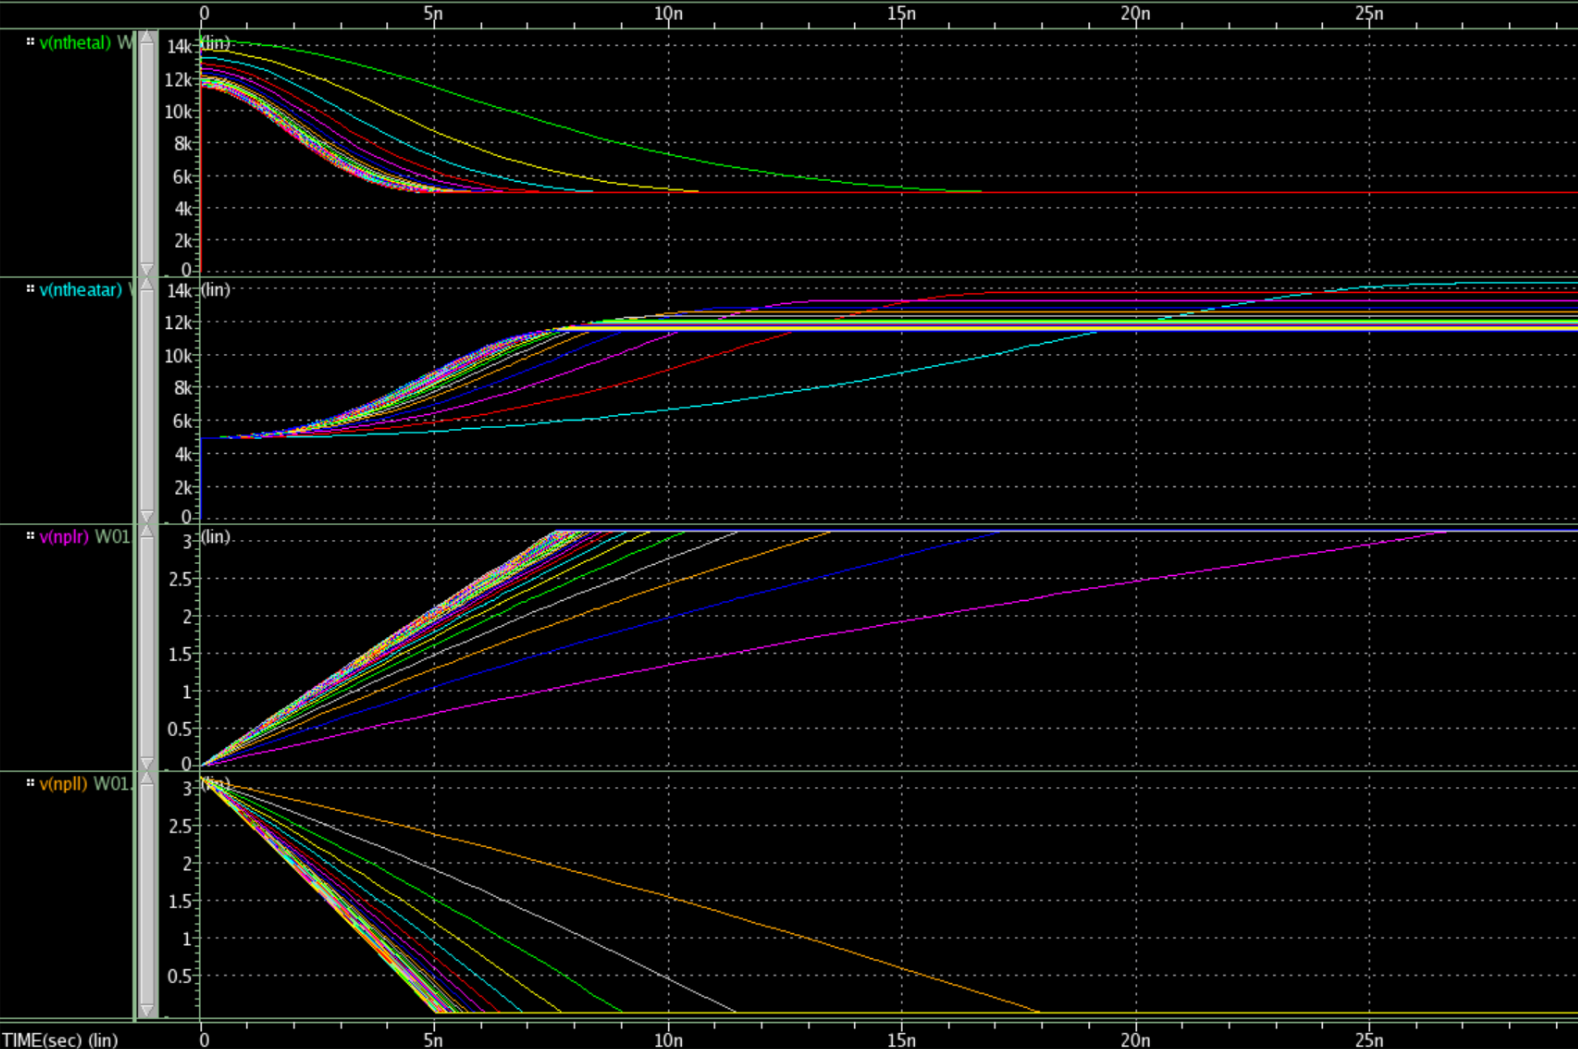 0 5n 10n 15n 20n 25n
v(nthetal) W
(lin)
14k
12k
10k
8k
6k
4k
2k
0
v(ntheatar)
(lin)
14k
12k
10k
8k
6k
4k
2k
0
v(nplr) W01
(lin)
3
2.5
2
1.5
1
0.5
0
v(npll) W01.
(lin)
3
2.5
2
1.5
1
0.5
TIME(sec) (lin) 0 5n 10n 15n 20n 25n